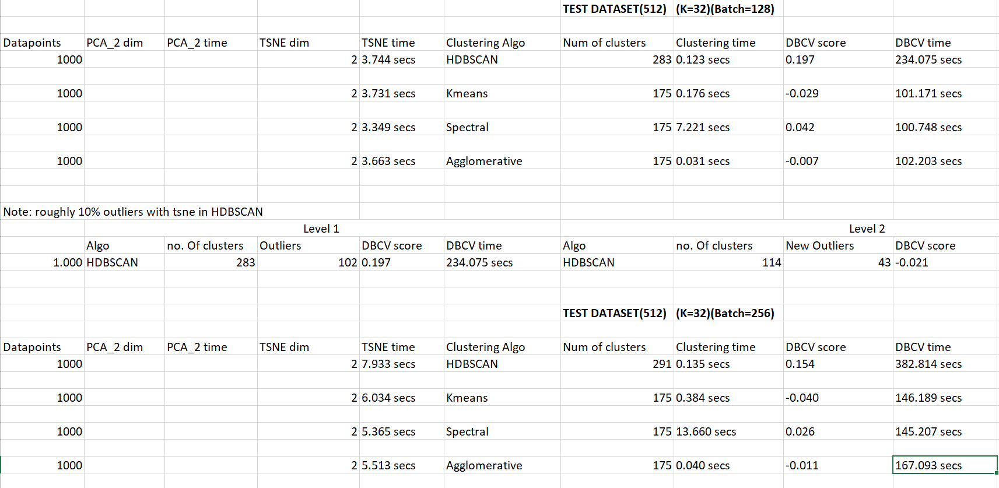 TEST DATASET(512) (K=32)(Batch=128)
Datapoints PCA_2 dim PCA_2 time TSNE dim TSNE time Clustering Algo Num of clusters Clustering time DBCV score DBCV time
1000 2 3.744 secs HDBSCAN 283 0.123 secs 0.197 234.075 secs
1000 2 3.731 secs Kmeans 175 0.176 secs -0.029 101.171 secs
1000 2 3.349 secs Spectral 175 7.221 secs 0.042 100.748 secs
1000 2 3.663 secs Agglomerative 175 0.031 secs -0.007 102.203 secs
Note: roughly 10% outliers with tsne in HDBSCAN
Level 1 Level 2
Algo no. Of clusters Outliers DBCV score DBCV time Algo no. Of clusters New Outliers DBCV score
1.000 HDBSCAN 283 102 0.197 234.075 secs HDBSCAN 114 43 -0.021
TEST DATASET(512) (K=32)(Batch=256)
Datapoints PCA_2 dim PCA_2 time TSNE dim TSNE time Clustering Algo Num of clusters Clustering time DBCV score DBCV time
1000 2 7.933 secs HDBSCAN 291 0.135 secs 0.154 382.814 secs
1000 2 6.034 secs Kmeans 175 0.384 secs -0.040 146.189 secs
1000 2 5.365 secs Spectral 175 13.660 secs 0.026 145.207 secs
1000 2 5.513 secs Agglomerative 175 0.040 secs -0.011 167.093 secs